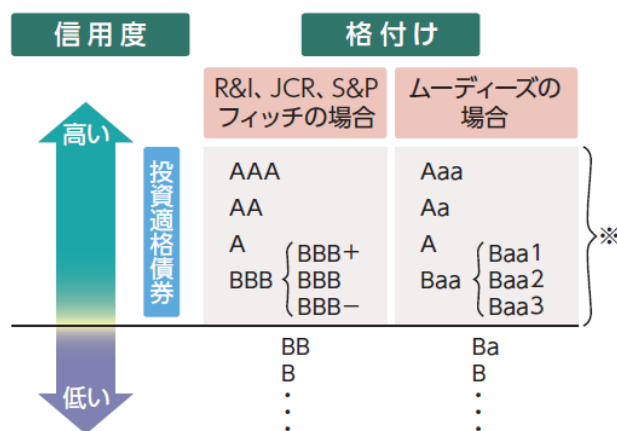 信用度
格付け
R&I、JCR、S&P
フィッチの場合
ムーディーズの
場合
高い
投資適格債券
AAA
Aaa
AA
Aa
A
A
BBB
BBB+
BBB
BBB−
Baa
Baa1
Baa2
Baa3
※
BB
Ba
B
B
低い